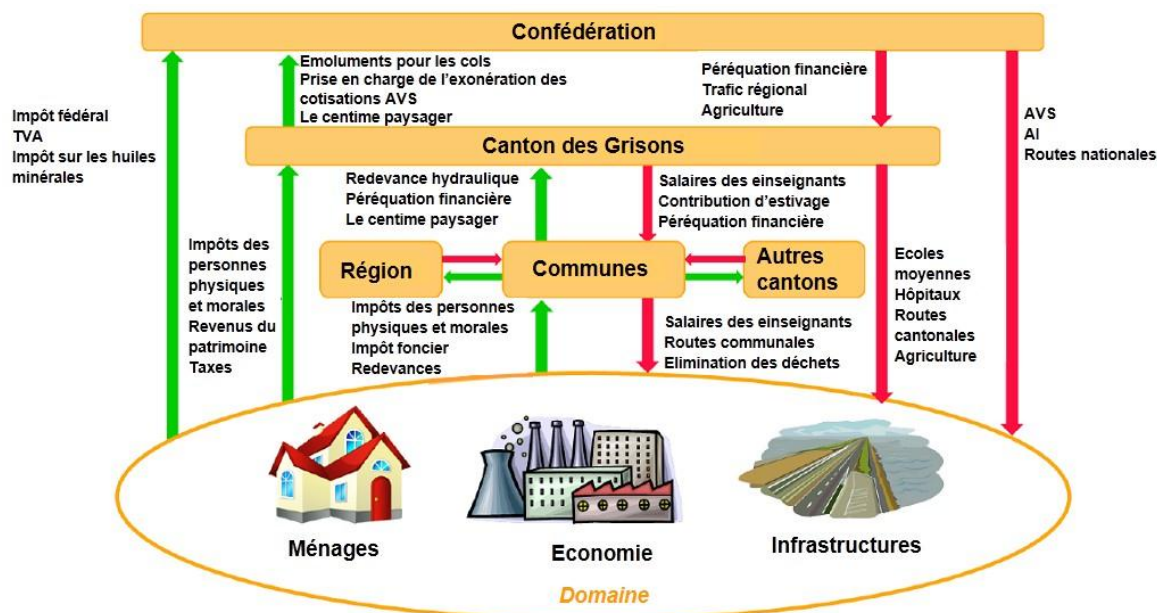 Confédération
Emoluments pour les cols
Prise en charge de l'exonération des
cotisations AVS
Le centime paysager
Péréquation financière
Trafic régional
Agriculture
Impôt fédéral
TVA
Impôt sur les huiles
minérales
AVS
AI
Routes nationales
Canton des Grisons
Redevance hydraulique
Péréquation financière
Le centime paysager
Salaires des einseignants
Contribution d'estivage
Péréquation financière
Impôts des
personnes
physiques
et morales
Revenus du
patrimoine
Taxes
Région
Communes
Autres
cantons
Ecoles
moyennes
Hôpitaux
Routes
cantonales
Agriculture
Impôts des personnes
physiques et morales
Impôt foncier
Redevances
Salaires des einseignants
Routes communales
Elimination des déchets
Ménages
Economie
Infrastructures
Domaine